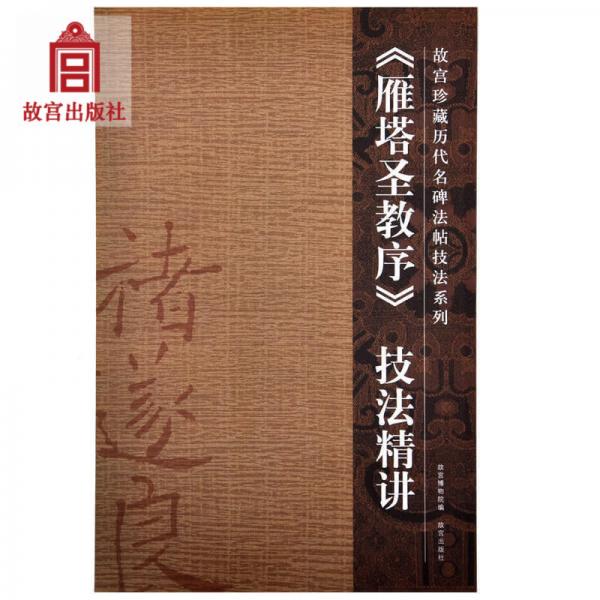 故宫出版社
故宫珍藏历代名碑法帖技法系列
《雁塔圣教序》 技法精讲
故宫博物院编 故宫出版社
褚遂良